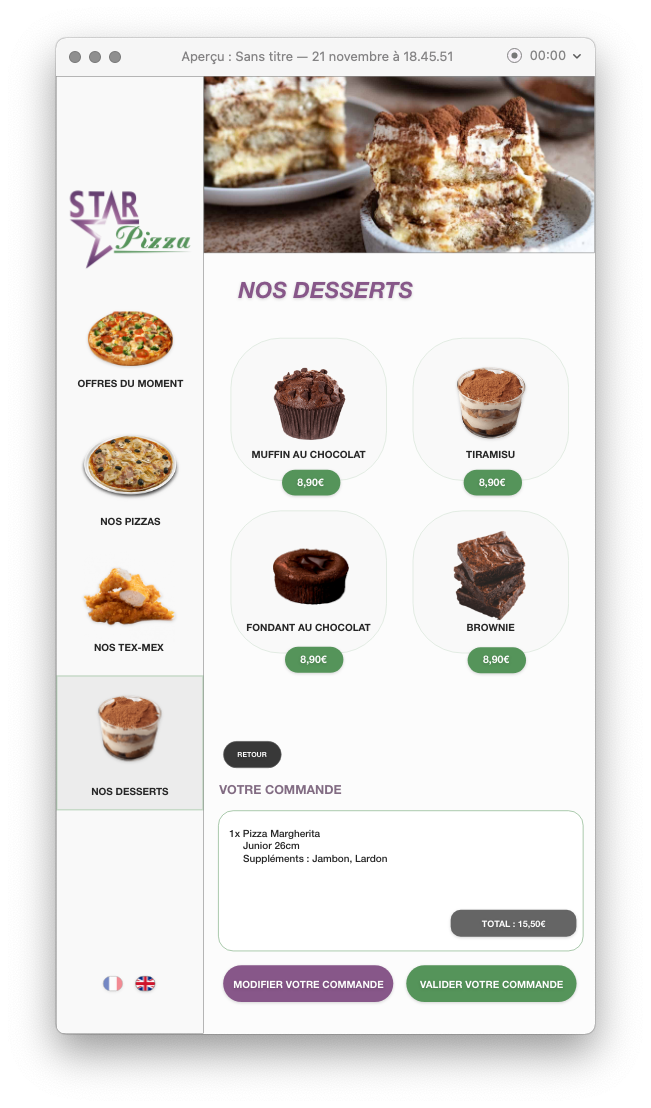 Aperçu : Sans titre — 21 novembre à 18.45.51
00:00
STAR
Pizza
OFFRES DU MOMENT
NOS PIZZAS
NOS TEX-MEX
NOS DESSERTS
NOS DESSERTS
MUFFIN AU CHOCOLAT
8,90€
TIRAMISU
8,90€
FONDANT AU CHOCOLAT
8,90€
BROWNIE
8,90€
RETOUR
VOTRE COMMANDE
1x Pizza Margherita
Junior 26cm
Suppléments : Jambon, Lardon
TOTAL : 15,50€
MODIFIER VOTRE COMMANDE
VALIDER VOTRE COMMANDE